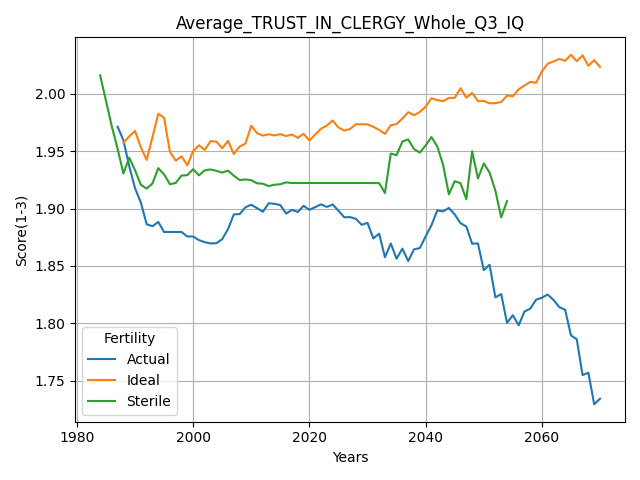 Average_TRUST_IN_CLERGY_Whole_Q3_IQ
Score(1-3)
2.00
1.95
1.90
1.85
1.80
1.75
Fertility
Actual
Ideal
Sterile
1980
2000
2020
2040
2060
Years